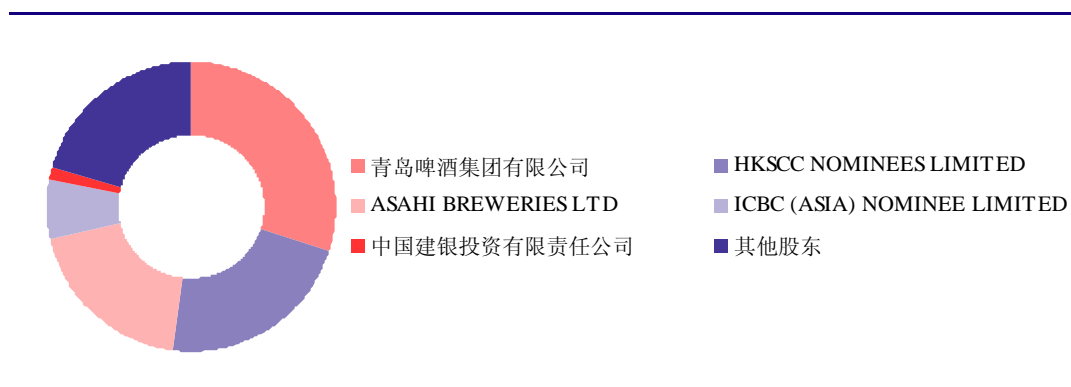 青岛啤酒集团有限公司
HKSCC NOMINEES LIMITED
ASAHI BREWERIES LTD
ICBC (ASIA) NOMINEE LIMITED
中国建银投资有限责任公司
其他股东